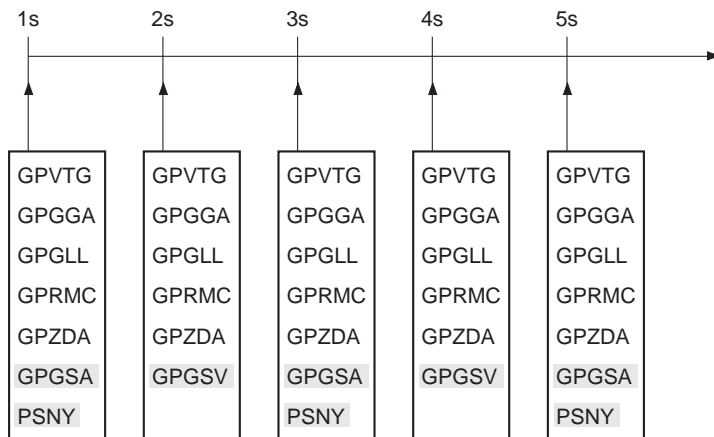 1s 2s 3s 4s 5s
GPVTG GPVTG GPVTG GPVTG GPVTG
GPGGA GPGGA GPGGA GPGGA GPGGA
GPGLL GPGLL GPGLL GPGLL GPGLL
GPRMC GPRMC GPRMC GPRMC GPRMC
GPZDA GPZDA GPZDA GPZDA GPZDA
GPGSA GPGSV GPGSA GPGSV GPGSA
PSNY PSNY PSNY